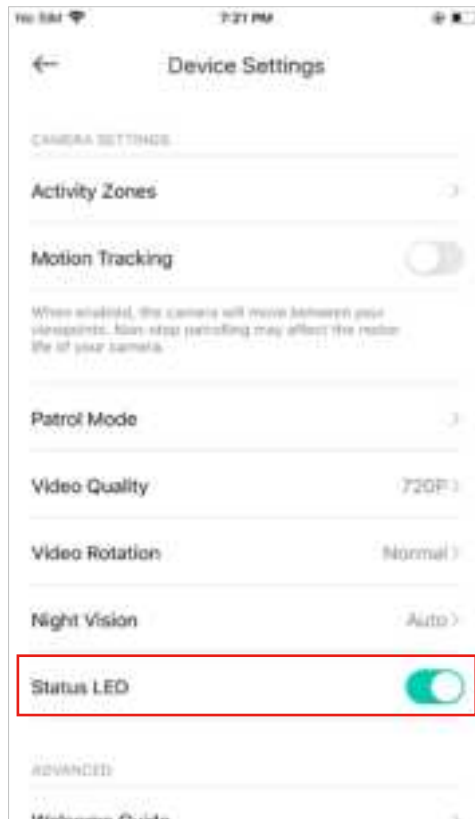 No SIM 7:21 PM
Device Settings
CAMERA SETTINGS
Activity Zones
Motion Tracking
When enabled, the camera will move between your
viewpoints. Non-stop patrolling may affect the motor
life of your camera.
Patrol Mode
Video Quality 720P
Video Rotation Normal
Night Vision Auto
Status LED
ADVANCED
Welcome Guide